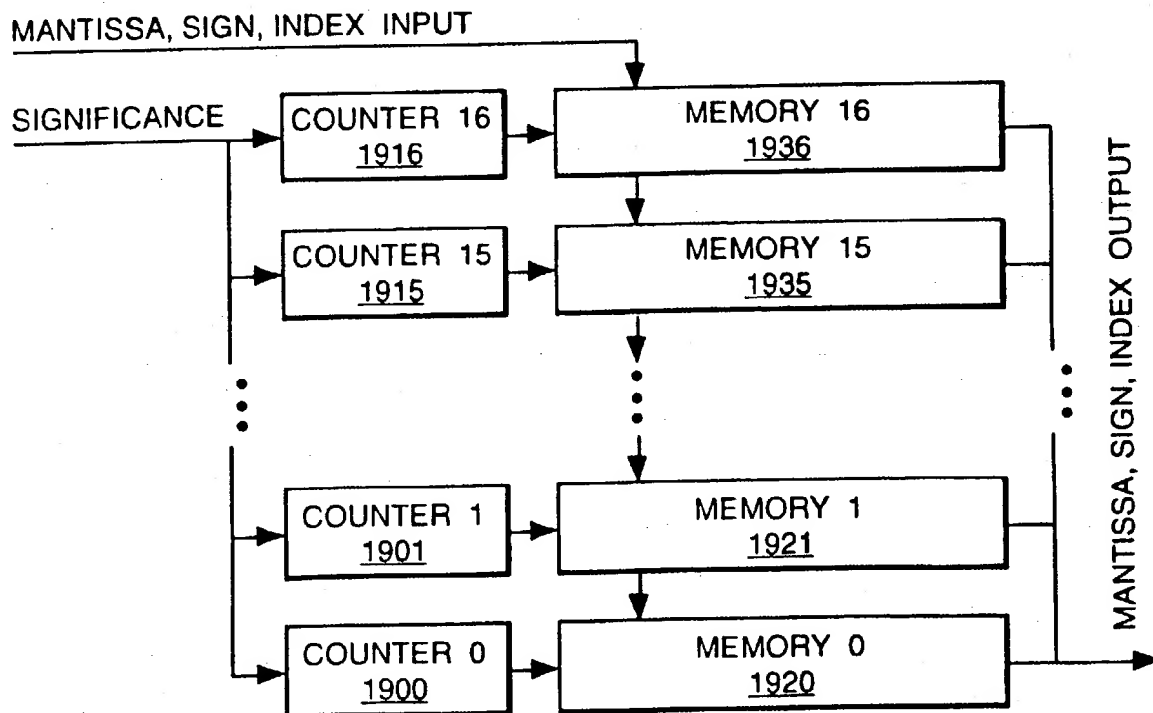 MANTISSA, SIGN, INDEX INPUT
SIGNIFICANCE
COUNTER 16
1916
MEMORY 16
1936
COUNTER 15
1915
MEMORY 15
1935
COUNTER 1
1901
MEMORY 1
1921
COUNTER 0
1900
MEMORY 0
1920
MANTISSA, SIGN, INDEX OUTPUT